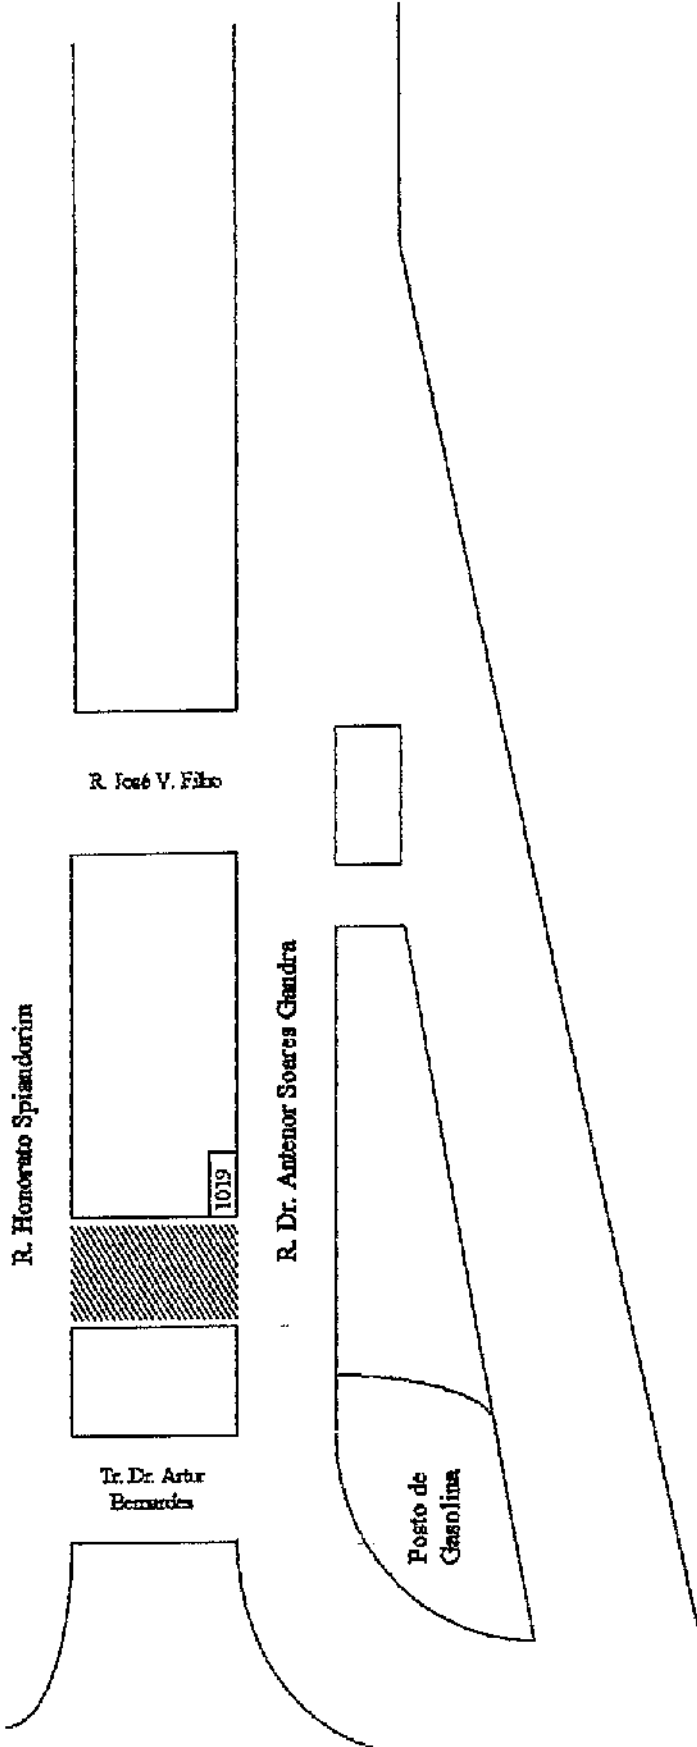 R. José V. Filho
R. Honorato Spiandorim
R. Dr. Antenor Soares Gandra
1019
Tr. Dr. Artur
Bernardes
Posto de
Gasolina